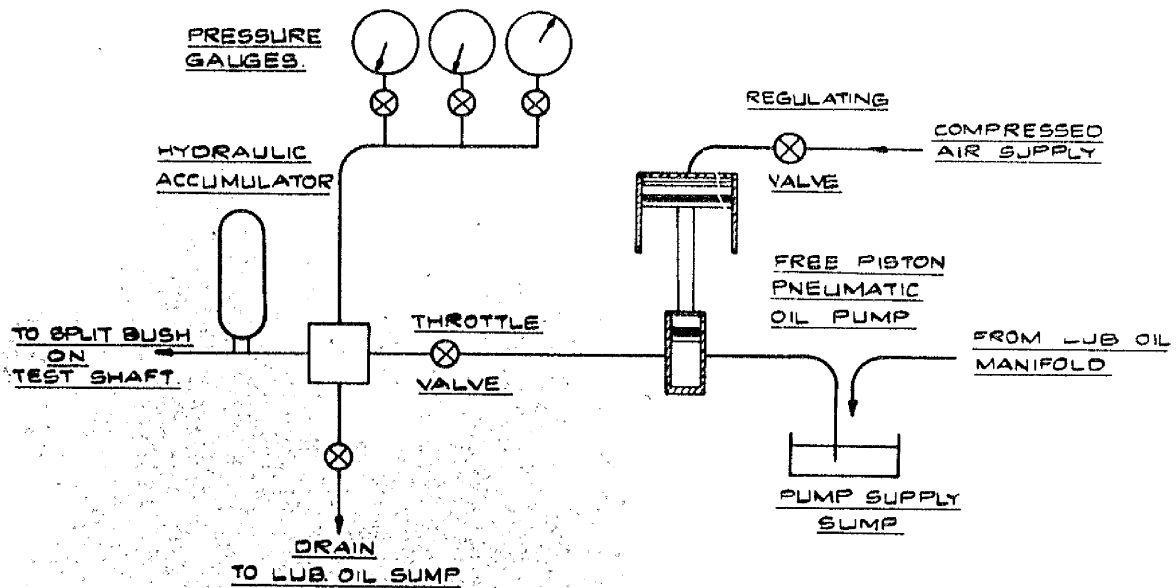 PRESSURE
GAUGES.
REGULATING
COMPRESSED
AIR SUPPLY
HYDRAULIC
ACCUMULATOR
VALVE
FREE PISTON
PNEUMATIC
OIL PUMP
TO SPLIT BUSH
ON
TEST SHAFT.
THROTTLE
VALVE.
FROM LUB OIL
MANIFOLD
PUMP SUPPLY
SUMP
DRAIN
TO LUB. OIL SUMP